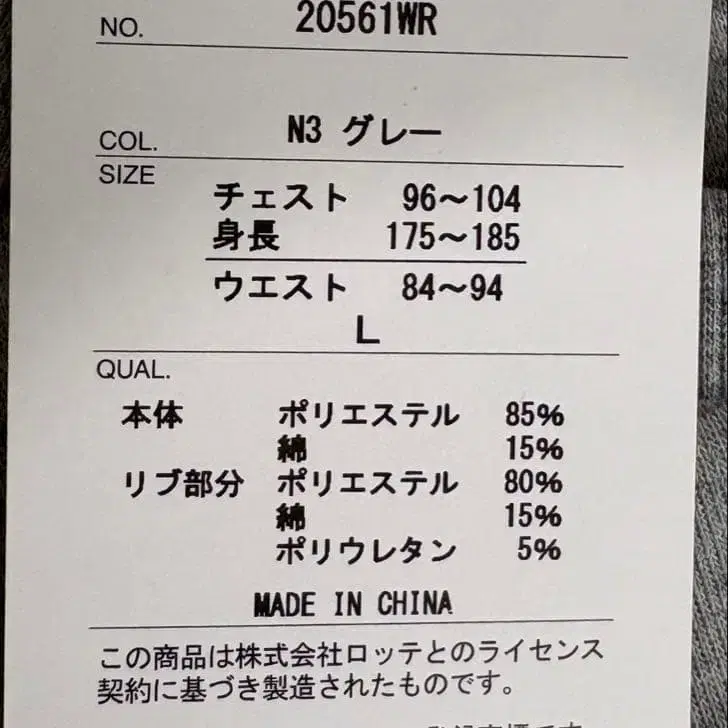 NO. 20561WR
COL. N3 グレー
SIZE
チェスト 96～104
身長 175～185
ウエスト 84～94
L
QUAL.
本体 ポリエステル 85%
綿 15%
リブ部分 ポリエステル 80%
綿 15%
ポリウレタン 5%
MADE IN CHINA
この商品は株式会社ロッテとのライセンス
契約に基づき製造されたものです。